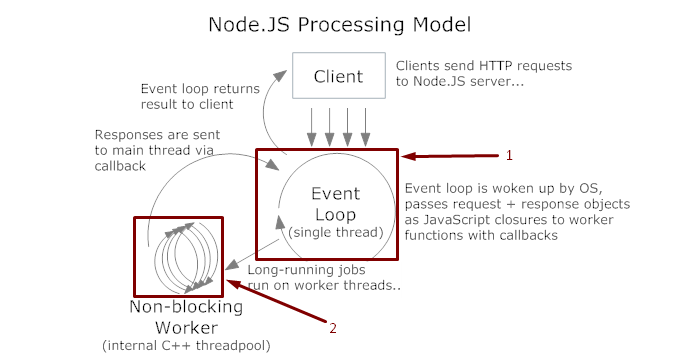 Node.JS Processing Model
Client
Clients send HTTP requests
to Node.JS server...
Event loop returns
result to client
Responses are sent
to main thread via
callback
1
Event
Loop
(single thread)
Event loop is woken up by OS,
passes request + response objects
as JavaScript closures to worker
functions with callbacks
Long-running jobs
run on worker threads..
Non-blocking
Worker
(internal C++ threadpool)
2